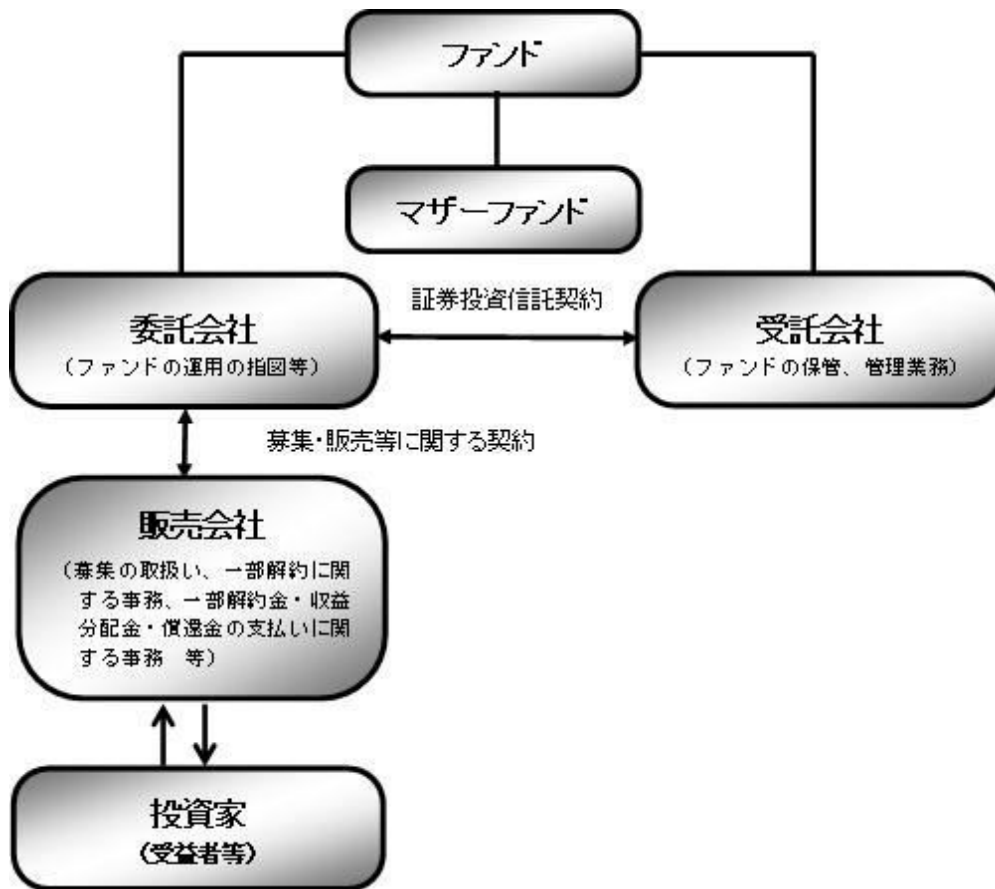 ファンド
マザーファンド
証券投資信託契約
委託会社
(ファンドの運用の指図等)
受託会社
(ファンドの保管、管理業務)
募集・販売等に関する契約
販売会社
(募集の取扱い、一部解約に関
する事務、一部解約金・収益
分配金・償還金の支払いに関
する事務 等)
投資家
(受益者等)